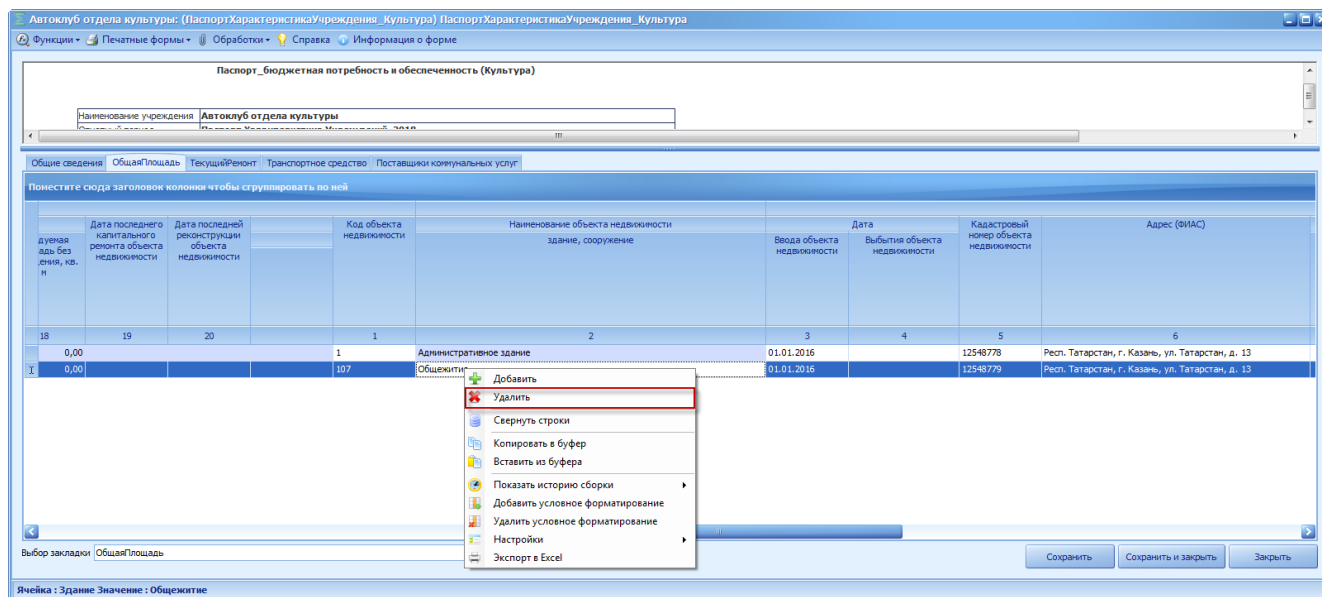 Автоклуб отдела культуры: (ПаспортХарактеристикаУчреждения_Культура) ПаспортХарактеристикаУчреждения_Культура
Функции Печатные формы Обработки Справка Информация о форме
Паспорт_бюджетная потребность и обеспеченность (Культура)
Наименование учреждения Автоклуб отдела культуры
Общие сведения ОбщаяПлощадь ТекущийРемонт Транспортное средство Поставщики коммунальных услуг
Поместите сюда заголовок колонки чтобы сгруппировать по ней
Дата последнего Дата последней Код объекта Наименование объекта недвижимости Дата Кадастровый Адрес (ФИАС)
дуемая капитального реконструкции недвижимости здание, сооружение Ввода объекта Выбытия объекта номер объекта
адь без ремонта объекта объекта недвижимости недвижимости недвижимости
ения, кв. недвижимости недвижимости
м
18 19 20 1 2 3 4 5 6
0,00 1 Административное здание 01.01.2016 12548778 Респ. Татарстан, г. Казань, ул. Татарстан, д. 13
0,00 107 Общежитие 01.01.2016 12548779 Респ. Татарстан, г. Казань, ул. Татарстан, д. 13
Добавить
Удалить
Свернуть строки
Копировать в буфер
Вставить из буфера
Показать историю сборки
Добавить условное форматирование
Удалить условное форматирование
Настройки
Экспорт в Excel
Выбор закладки ОбщаяПлощадь
Сохранить Сохранить и закрыть Закрыть
Ячейка : Здание Значение : Общежитие